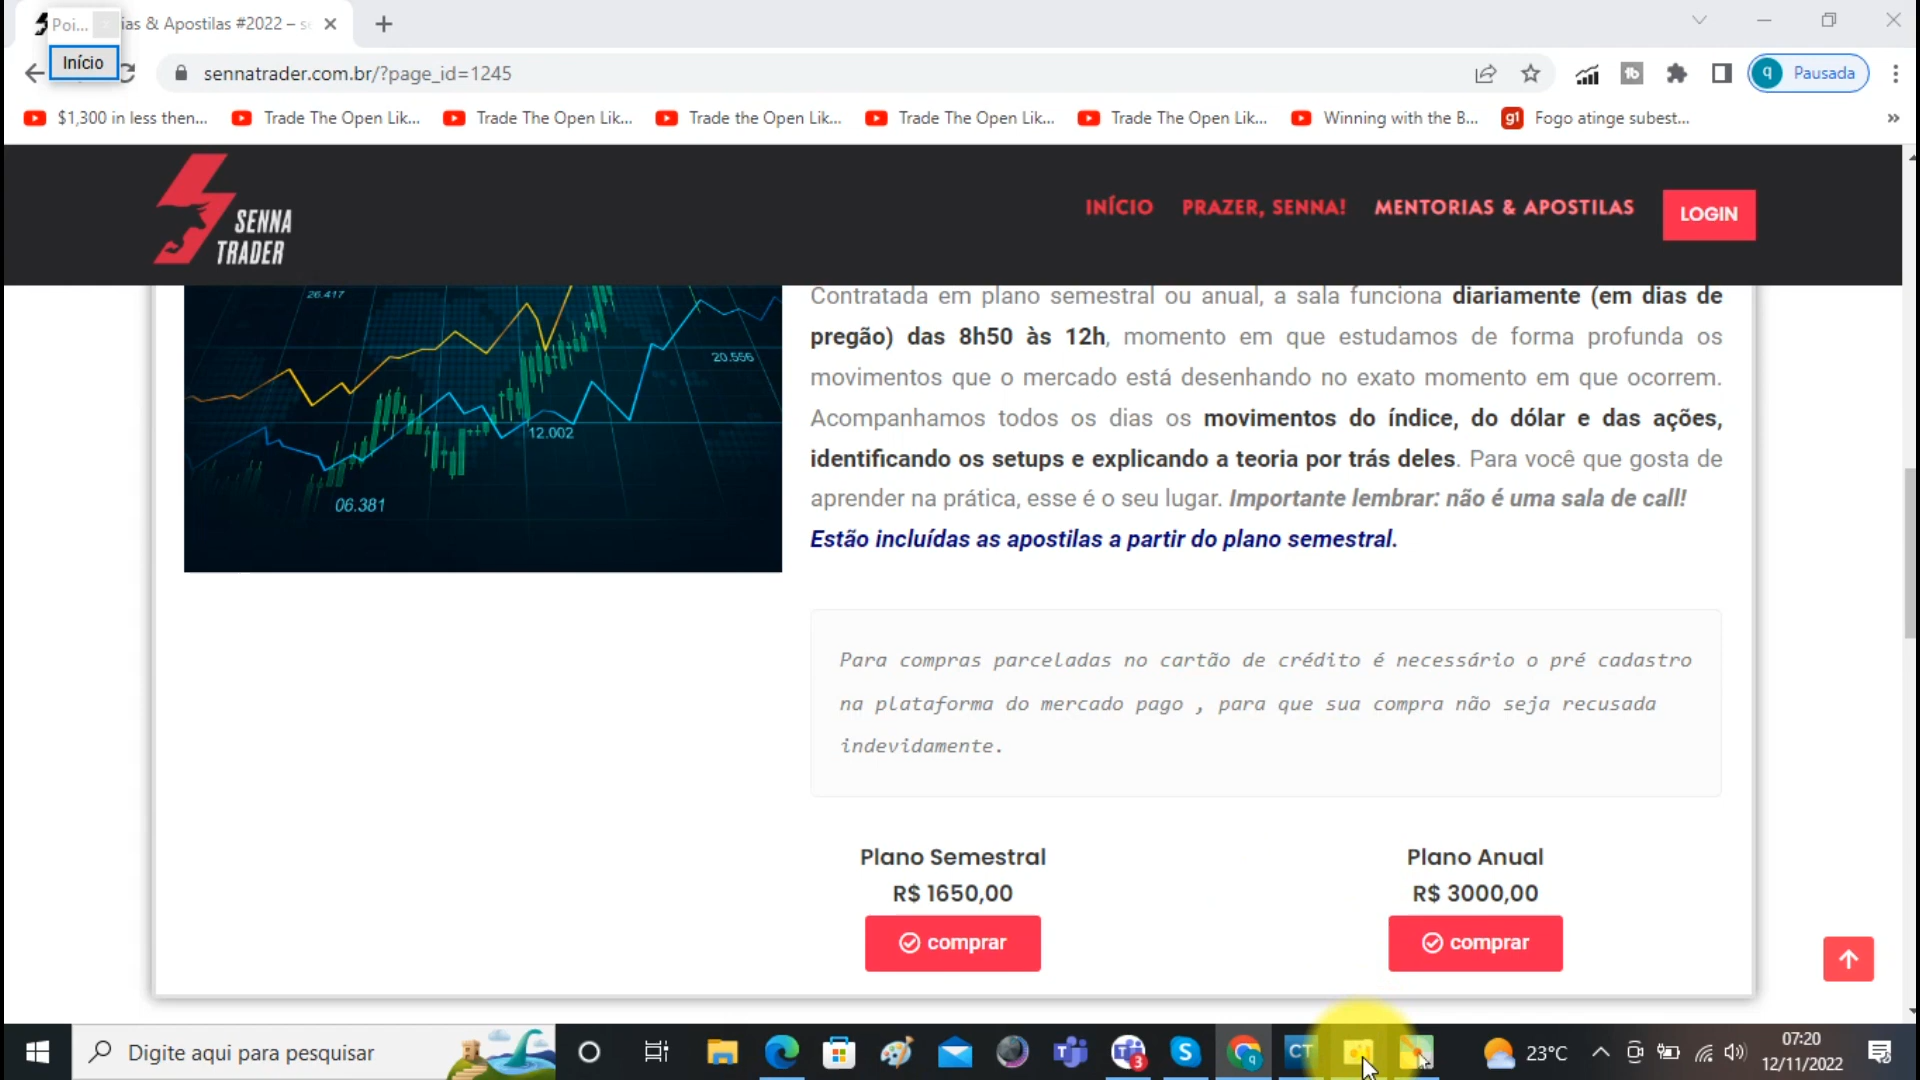 Poi...
ias & Apostilas #2022 – s
Início
sennatrader.com.br/?page_id=1245
q
Pausada
$1,300 in less then...
Trade The Open Lik...
Trade The Open Lik...
Trade the Open Lik...
Trade The Open Lik...
Trade The Open Lik...
Winning with the B...
g1
Fogo atinge subest...
»
SENNA
TRADER
INÍCIO
PRAZER, SENNA!
MENTORIAS & APOSTILAS
LOGIN
26.417
20.556
12.002
06.381
Contratada em plano semestral ou anual, a sala funciona diariamente (em dias de
pregão) das 8h50 às 12h, momento em que estudamos de forma profunda os
movimentos que o mercado está desenhando no exato momento em que ocorrem.
Acompanhamos todos os dias os movimentos do índice, do dólar e das ações,
identificando os setups e explicando a teoria por trás deles. Para você que gosta de
aprender na prática, esse é o seu lugar. Importante lembrar: não é uma sala de call!
Estão incluídas as apostilas a partir do plano semestral.
Para compras parceladas no cartão de crédito é necessário o pré cadastro
na plataforma do mercado pago , para que sua compra não seja recusada
indevidamente.
Plano Semestral
R$ 1650,00
comprar
Plano Anual
R$ 3000,00
comprar
Digite aqui para pesquisar
3
q
CT
23°C
07:20
12/11/2022